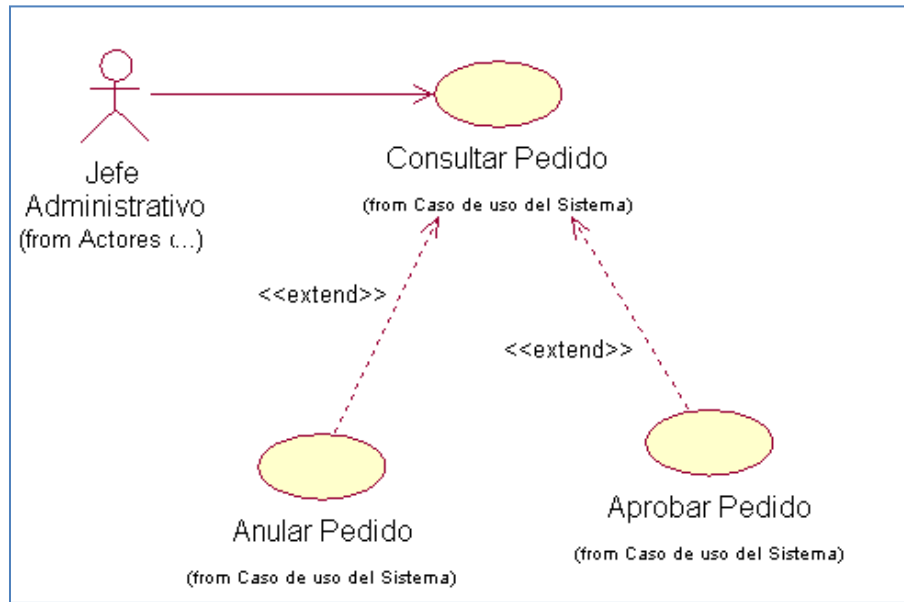 Jefe
Administrativo
(from Actores c...)
Consultar Pedido
(from Caso de uso del Sistema)
<<extend>>
<<extend>>
Anular Pedido
(from Caso de uso del Sistema)
Aprobar Pedido
(from Caso de uso del Sistema)